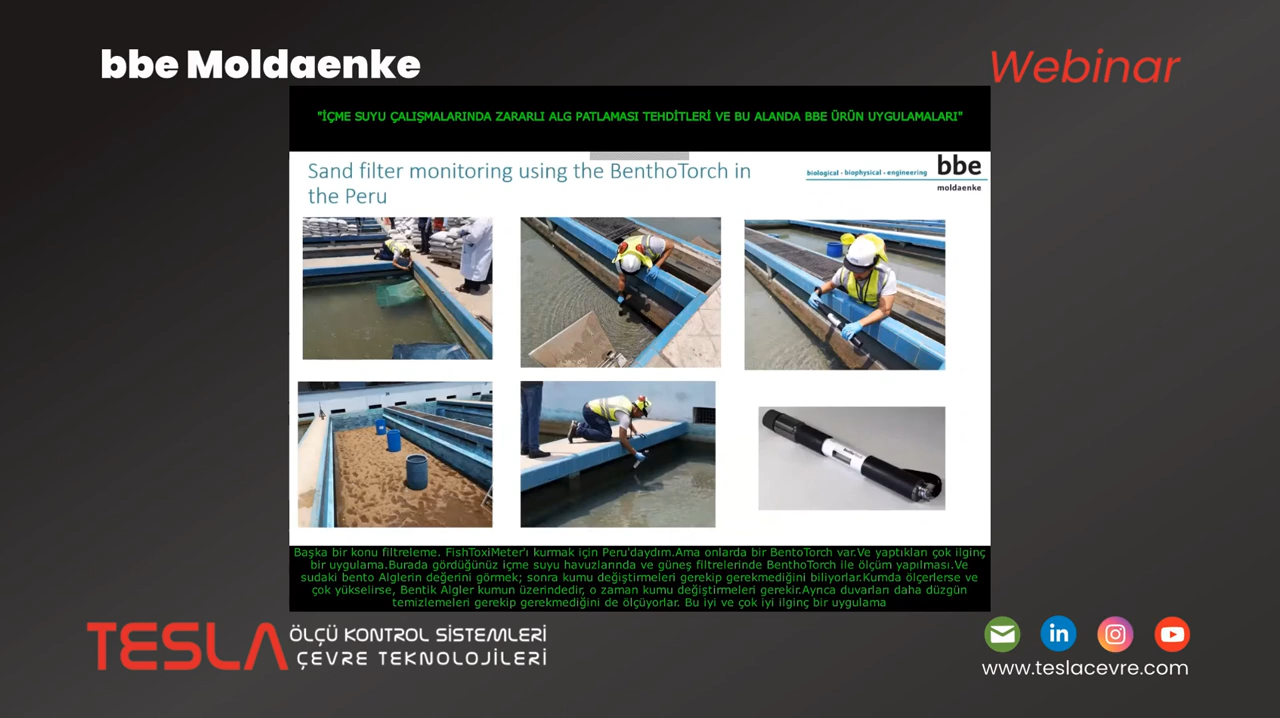 bbe Moldaenke
Webinar
"İÇME SUYU ÇALIŞMALARINDA ZARARLI ALG PATLAMASI TEHDİTLERİ VE BU ALANDA BBE ÜRÜN UYGULAMALARI"
Sand filter monitoring using the BenthoTorch in
the Peru
biological - biophysical - engineering
bbe
moldaenke
Başka bir konu filtreleme. FishToxiMeter'ı kurmak için Peru'daydım.Ama onlarda bir BentoTorch var.Ve yaptıkları çok ilginç
bir uygulama.Burada gördüğünüz içme suyu havuzlarında ve güneş filtrelerinde BenthoTorch ile ölçüm yapılması.Ve
sudaki bento Alglerin değerini görmek; sonra kumu değiştirmeleri gerekip gerekmediğini biliyorlar.Kumda ölçerlerse ve
çok yükselirse, Bentik Algler kumun üzerindedir, o zaman kumu değiştirmeleri gerekir.Ayrıca duvarları daha düzgün
temizlemeleri gerekip gerekmediğini de ölçüyorlar. Bu iyi ve çok iyi ilginç bir uygulama
TESLA ÖLÇÜ KONTROL SİSTEMLERİ
ÇEVRE TEKNOLOJİLERİ
www.teslacevre.com